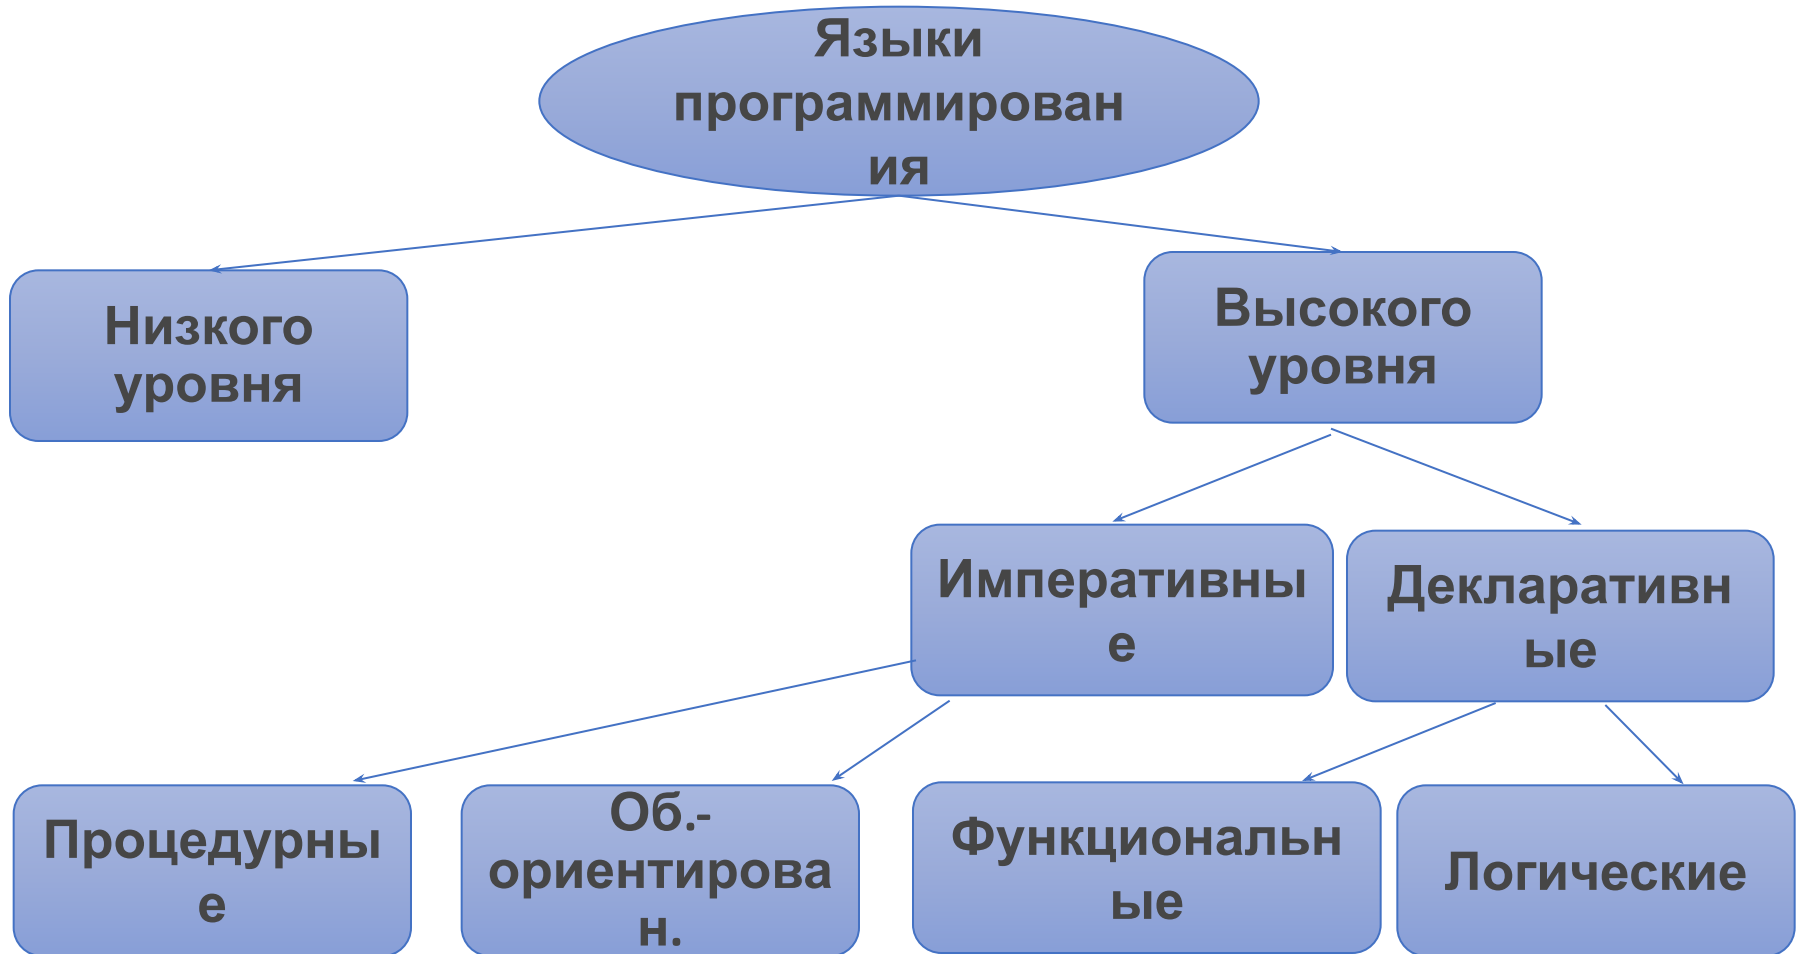 Языки
программирован
ия
Низкого
уровня
Высокого
уровня
Императивны
е
Декларативн
ые
Процедурны
е
Об.-
ориентирова
н.
Функциональн
ые
Логические